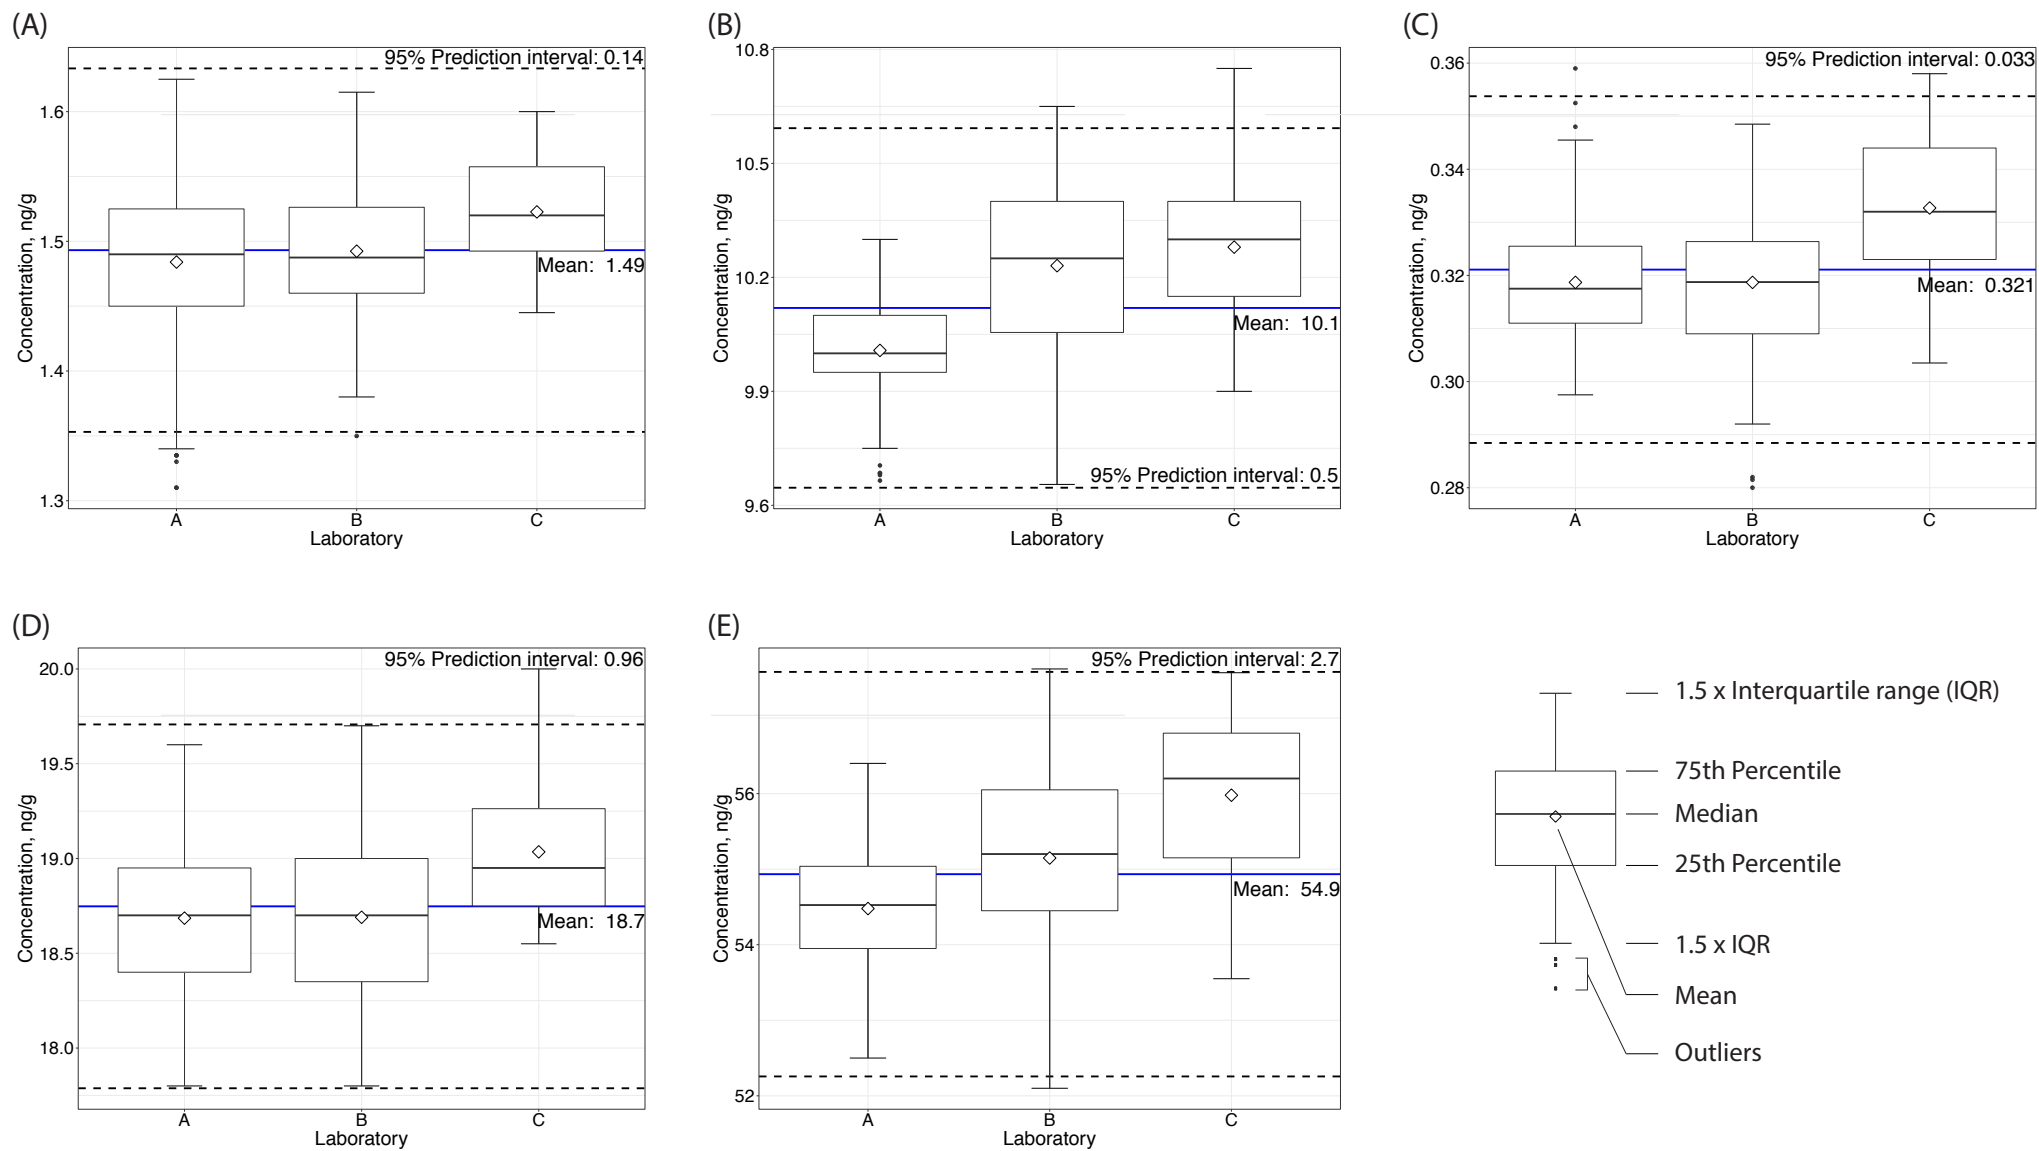 (A)
95% Prediction interval: 0.14
1.6
1.5
1.4
1.3
Concentration, ng/g
Mean: 1.49
A B C
Laboratory
(B)
10.8
10.5
10.2
9.9
9.6
Concentration, ng/g
Mean: 10.1
95% Prediction interval: 0.5
A B C
Laboratory
(C)
95% Prediction interval: 0.033
0.36
0.34
0.32
0.30
0.28
Concentration, ng/g
Mean: 0.321
A B C
Laboratory
(D)
95% Prediction interval: 0.96
20.0
19.5
19.0
18.5
18.0
Concentration, ng/g
Mean: 18.7
A B C
Laboratory
(E)
95% Prediction interval: 2.7
56
54
52
Concentration, ng/g
Mean: 54.9
A B C
Laboratory
1.5 x Interquartile range (IQR)
75th Percentile
Median
25th Percentile
1.5 x IQR
Mean
Outliers